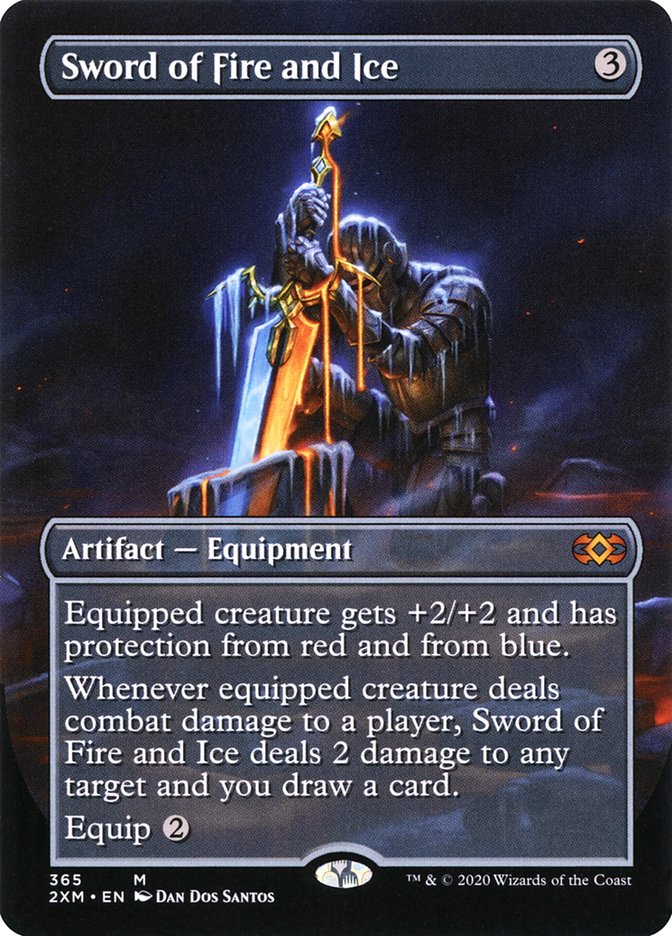 Sword of Fire and Ice 3
Artifact — Equipment
Equipped creature gets +2/+2 and has
protection from red and from blue.
Whenever equipped creature deals
combat damage to a player, Sword of
Fire and Ice deals 2 damage to any
target and you draw a card.
Equip 2
365 M
2XM • EN Dan Dos Santos
™ & © 2020 Wizards of the Coast